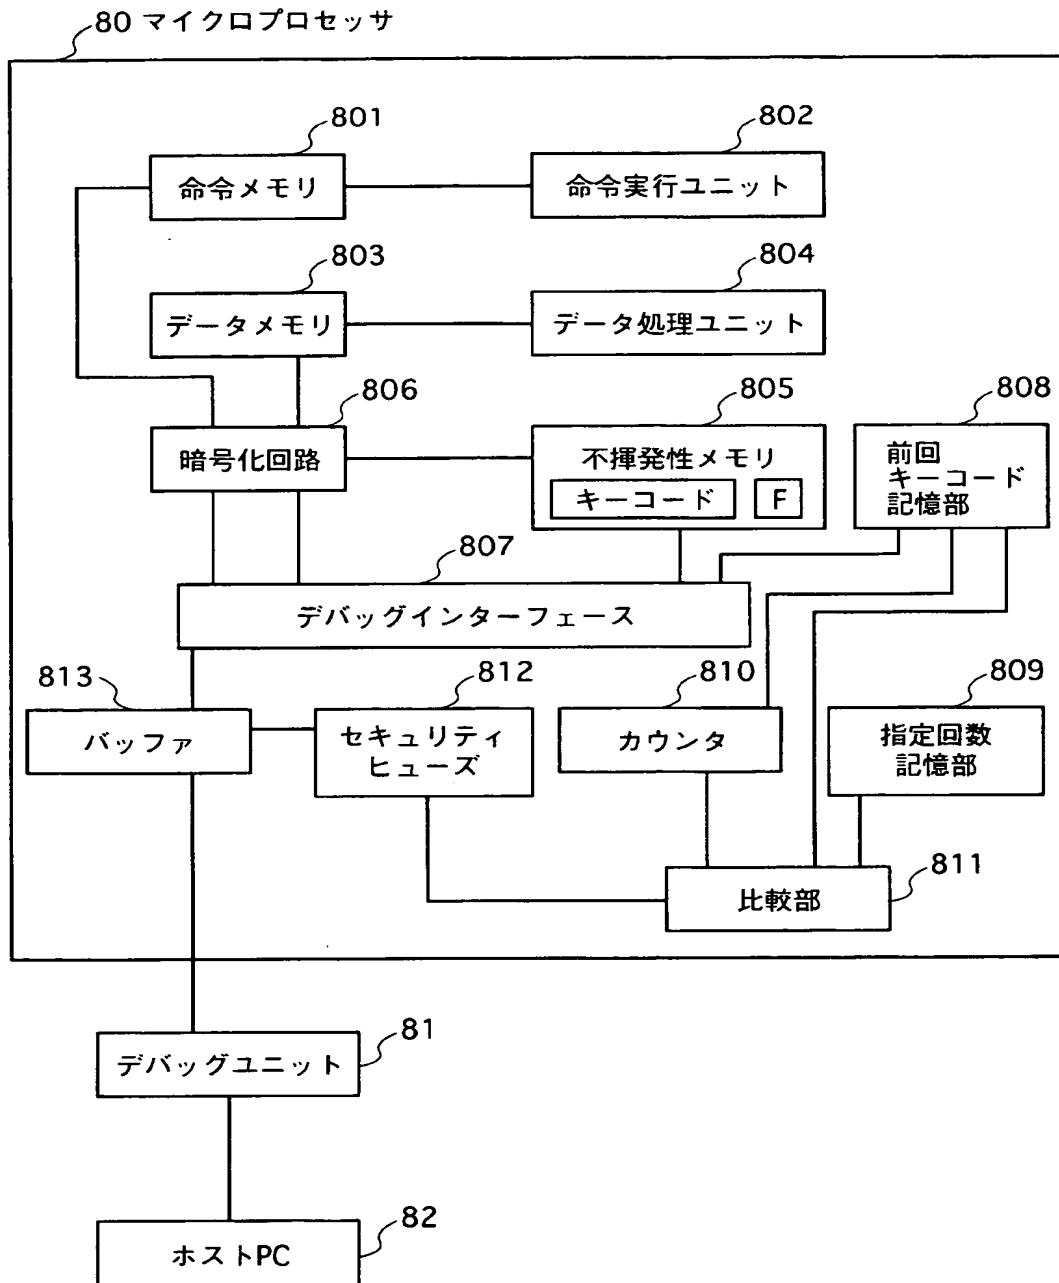 80 マイクロプロセッサ
801
802
命令メモリ
命令実行ユニット
803
804
データメモリ
データ処理ユニット
806
805
808
暗号化回路
不揮発性メモリ
キーコード
F
前回
キーコード
記憶部
807
デバッグインターフェース
813
812
810
809
バッファ
セキュリティ
ヒューズ
カウンタ
指定回数
記憶部
811
比較部
81
デバッグユニット
82
ホストPC